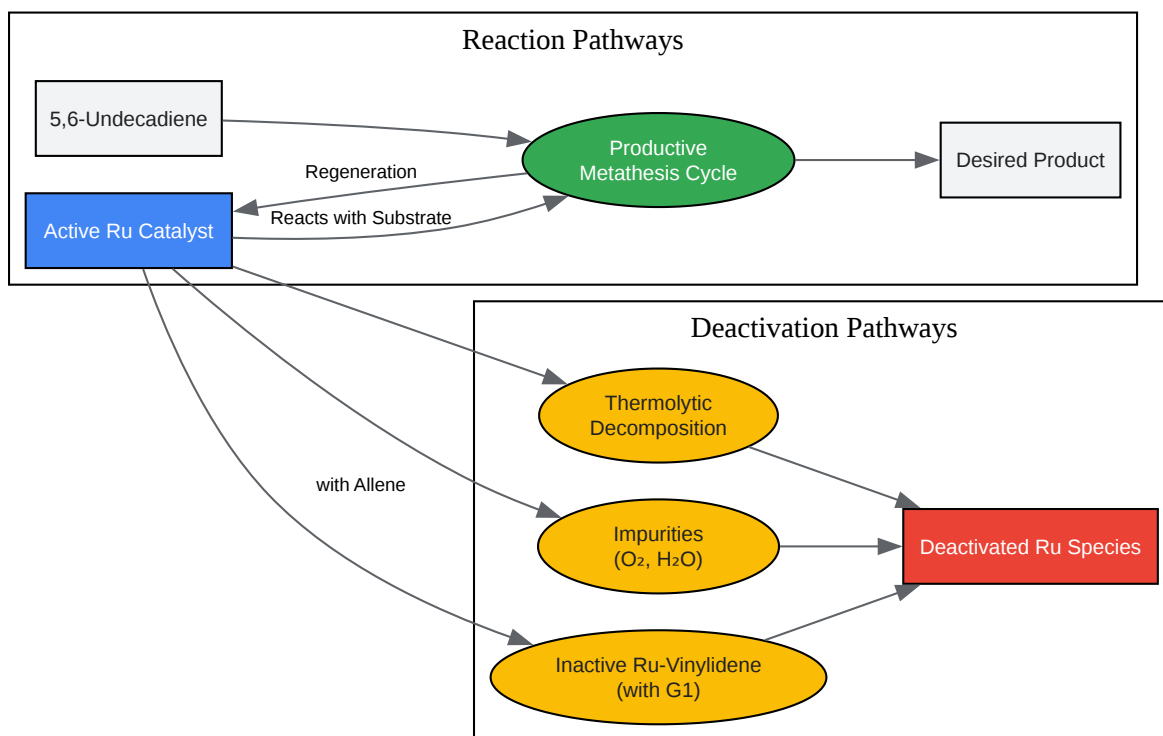 Reaction Pathways
5,6-Undecadiene
Productive
Metathesis Cycle
Desired Product
Regeneration
Reacts with Substrate
Active Ru Catalyst
Deactivation Pathways
Thermolytic
Decomposition
with Allene
Impurities
(O₂, H₂O)
Deactivated Ru Species
Inactive Ru-Vinylidene
(with G1)